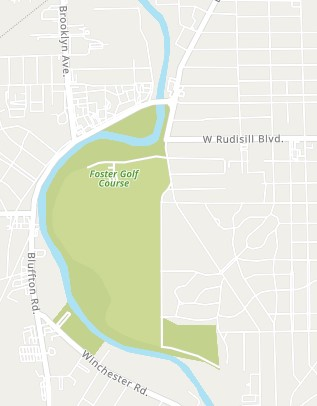 Brooklyn Ave.
W Rudisill Blvd.
Foster Golf
Course
Bluffton Rd.
Winchester Rd.